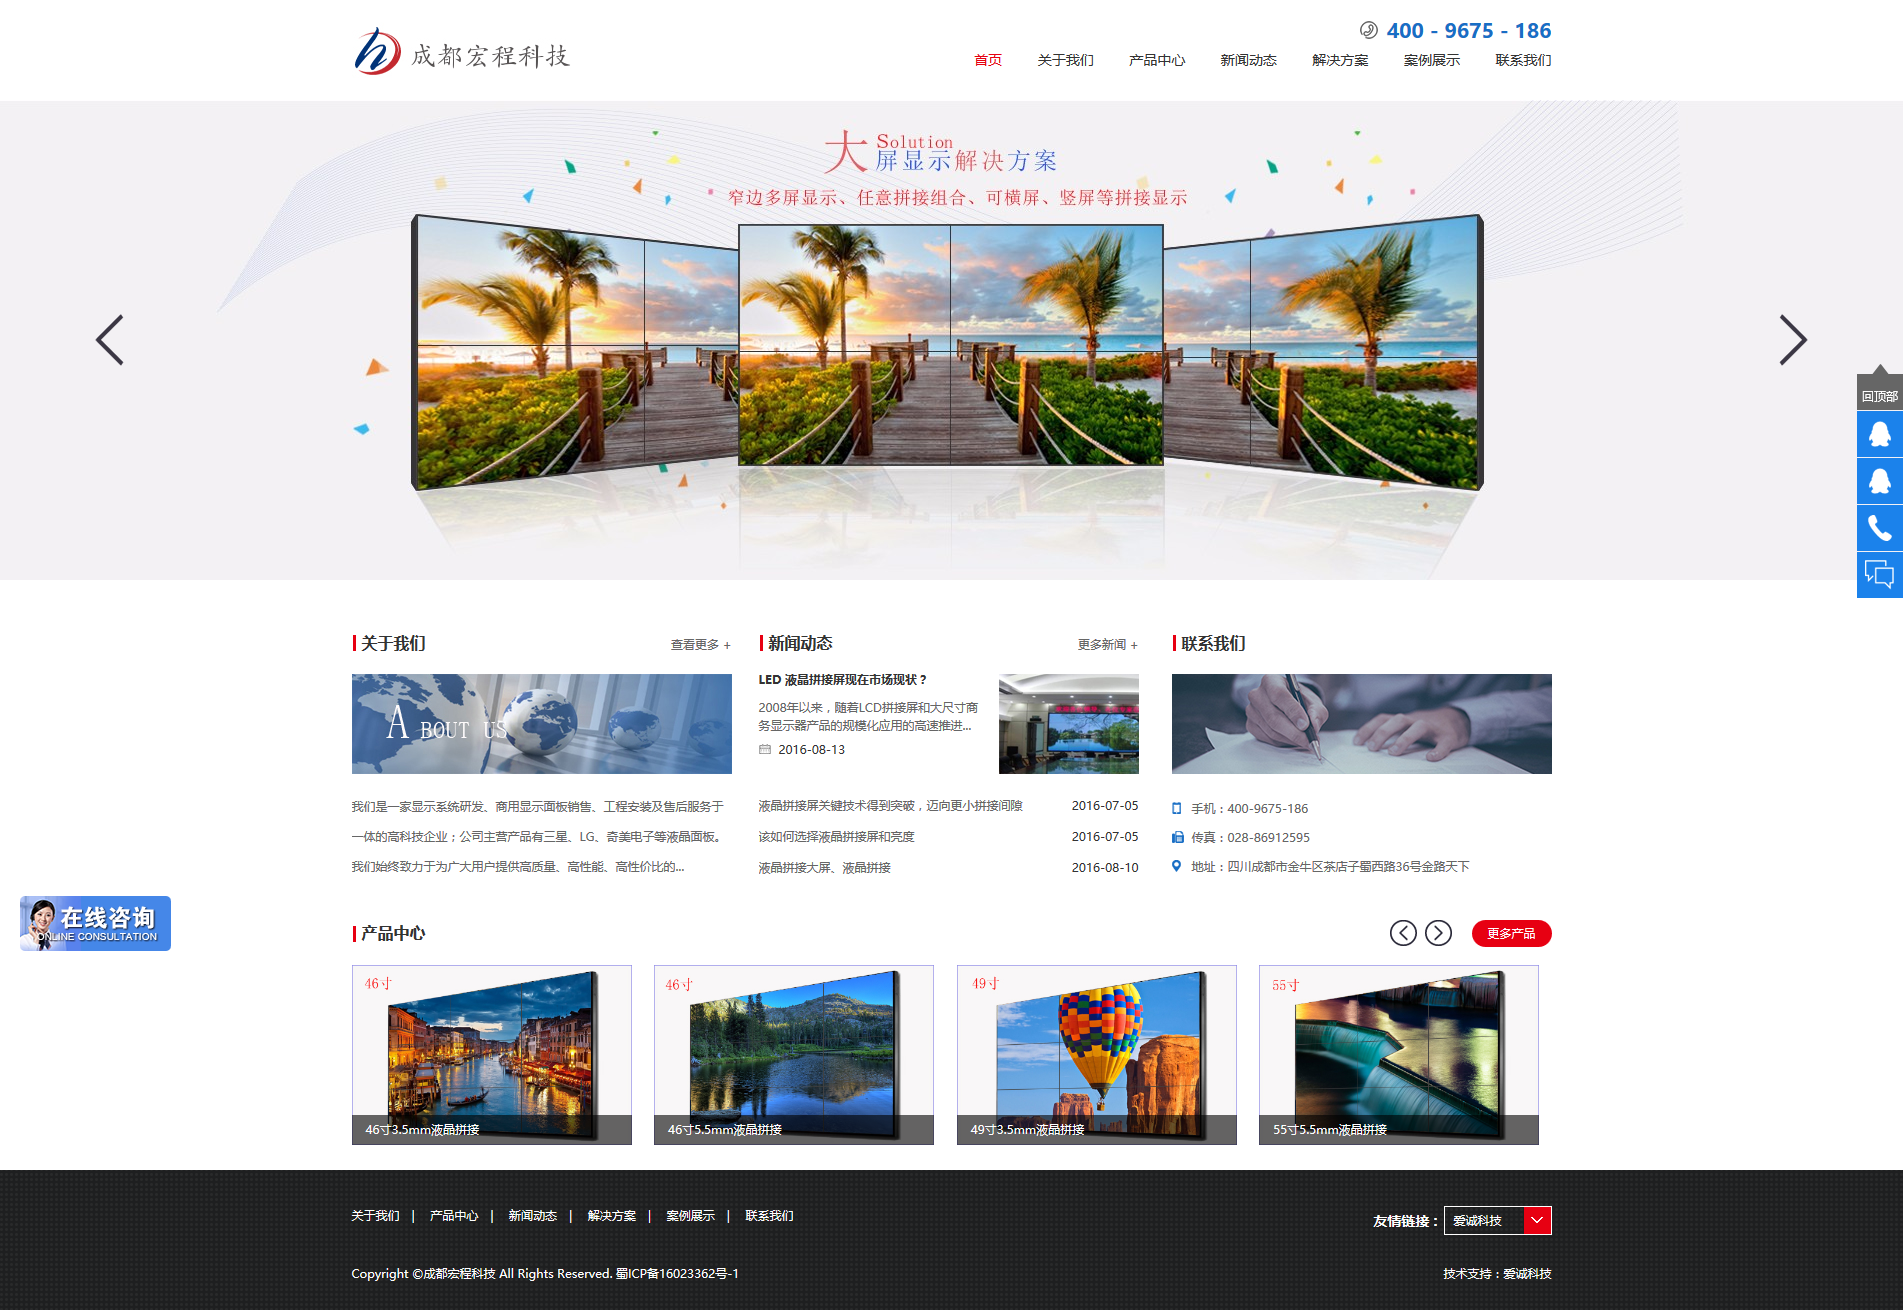 成都宏程科技
400 - 9675 - 186
首页 关于我们 产品中心 新闻动态 解决方案 案例展示 联系我们
大 Solution
屏显示解决方案
窄边多屏显示、任意拼接组合、可横屏、竖屏等拼接显示
回顶部
关于我们 查看更多 +
ABOUT US
我们是一家显示系统研发、商用显示面板销售、工程安装及售后服务于
一体的高科技企业；公司主营产品有三星、LG、奇美电子等液晶面板。
我们始终致力于为广大用户提供高质量、高性能、高性价比的...
新闻动态 更多新闻 +
LED 液晶拼接屏现在市场现状？
2008年以来，随着LCD拼接屏和大尺寸商
务显示器产品的规模化应用的高速推进...
2016-08-13
液晶拼接屏关键技术得到突破，迈向更小拼接间隙 2016-07-05
该如何选择液晶拼接屏和亮度 2016-07-05
液晶拼接大屏、液晶拼接 2016-08-10
联系我们
手机：400-9675-186
传真：028-86912595
地址：四川成都市金牛区茶店子蜀西路36号金路天下
在线咨询
ONLINE CONSULTATION
产品中心 更多产品
46寸
46寸3.5mm液晶拼接
46寸
46寸5.5mm液晶拼接
49寸
49寸3.5mm液晶拼接
55寸
55寸5.5mm液晶拼接
关于我们 | 产品中心 | 新闻动态 | 解决方案 | 案例展示 | 联系我们
友情链接： 爱诚科技
Copyright ©成都宏程科技 All Rights Reserved. 蜀ICP备16023362号-1
技术支持：爱诚科技